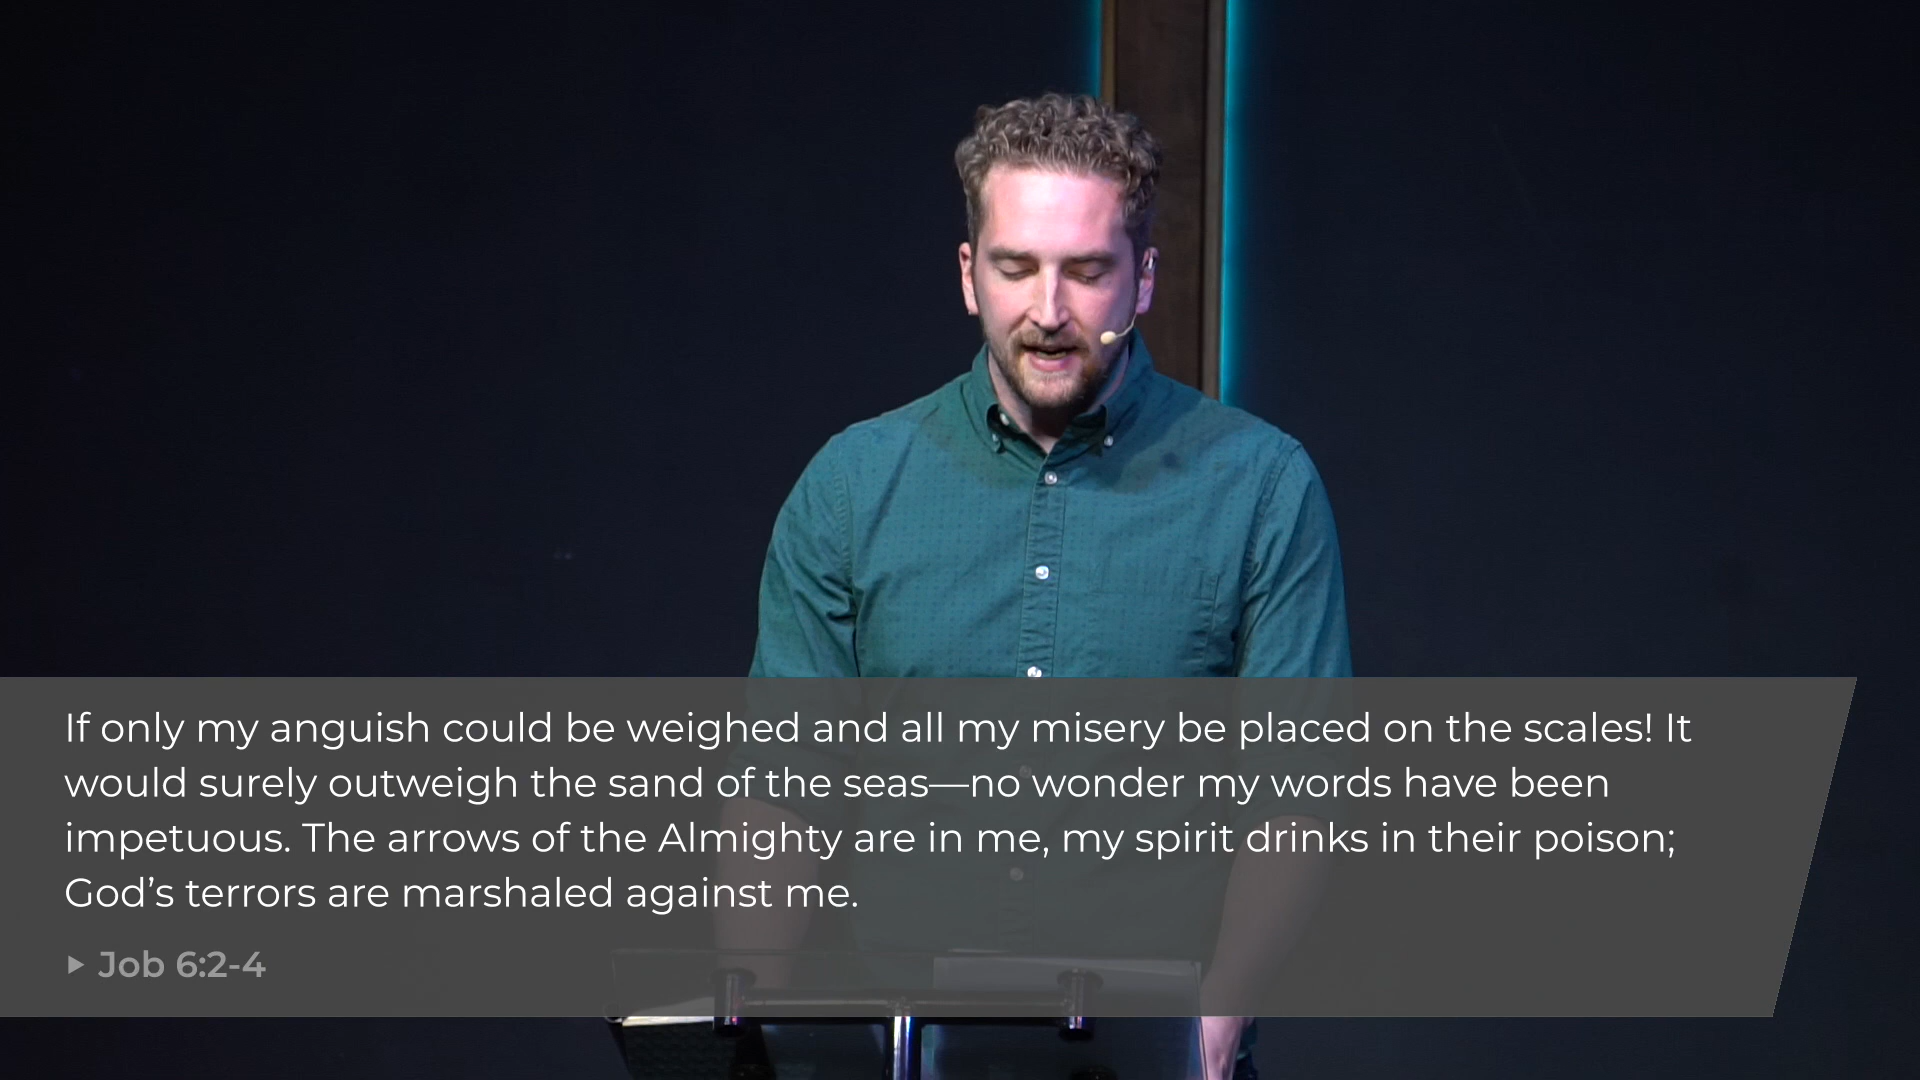 If only my anguish could be weighed and all my misery be placed on the scales! It
would surely outweigh the sand of the seas—no wonder my words have been
impetuous. The arrows of the Almighty are in me, my spirit drinks in their poison;
God’s terrors are marshaled against me.
Job 6:2-4